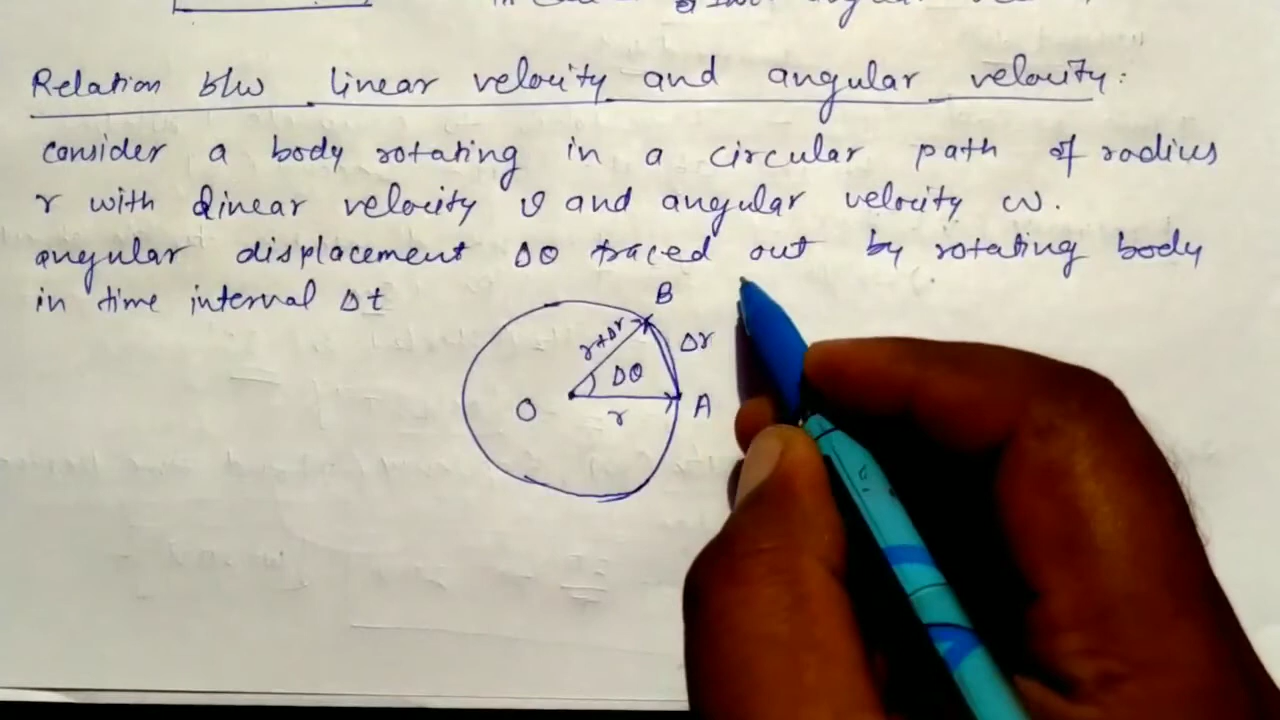 Relation b/w linear velocity and angular velocity:
consider a body rotating in a circular path of radius
r with linear velocity v and angular velocity ω.
angular displacement Δθ traced out by rotating body
in time interval Δt
B
r+Δr
Δr
Δθ
O
r
A